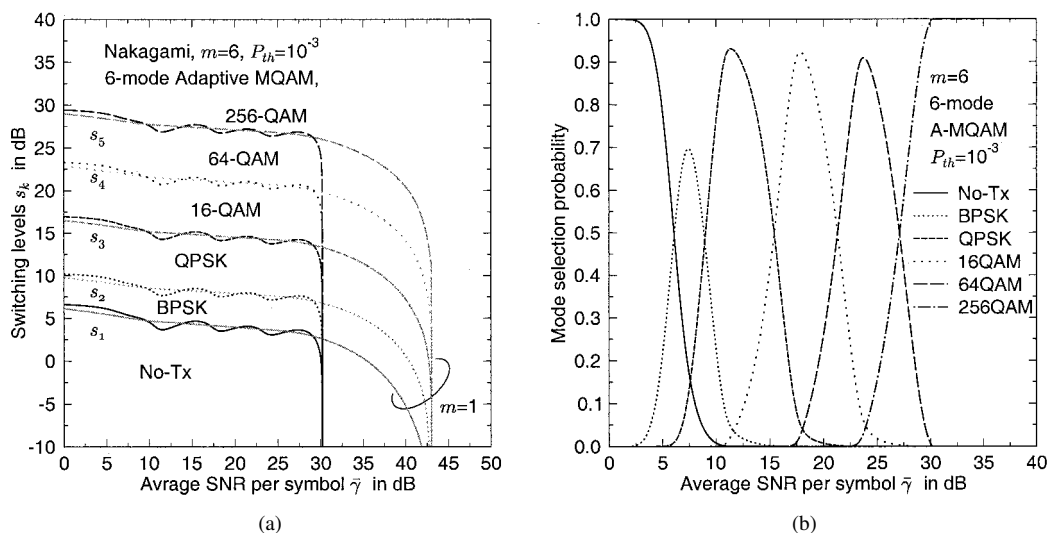 Nakagami, m=6, P_th=10^-3
6-mode Adaptive MQAM,
256-QAM
s_5
64-QAM
s_4
16-QAM
s_3
QPSK
s_2
BPSK
s_1
No-Tx
m=1
Switching levels s_k in dB
40
35
30
25
20
15
10
5
0
-5
-10
0 5 10 15 20 25 30 35 40 45 50
Avrage SNR per symbol γ̄ in dB
(a)
Mode selection probability
1.0
0.9
0.8
0.7
0.6
0.5
0.4
0.3
0.2
0.1
0.0
m=6
6-mode
A-MQAM
P_th=10^-3
No-Tx
BPSK
QPSK
16QAM
64QAM
256QAM
0 5 10 15 20 25 30 35 40
Average SNR per symbol γ̄ in dB
(b)